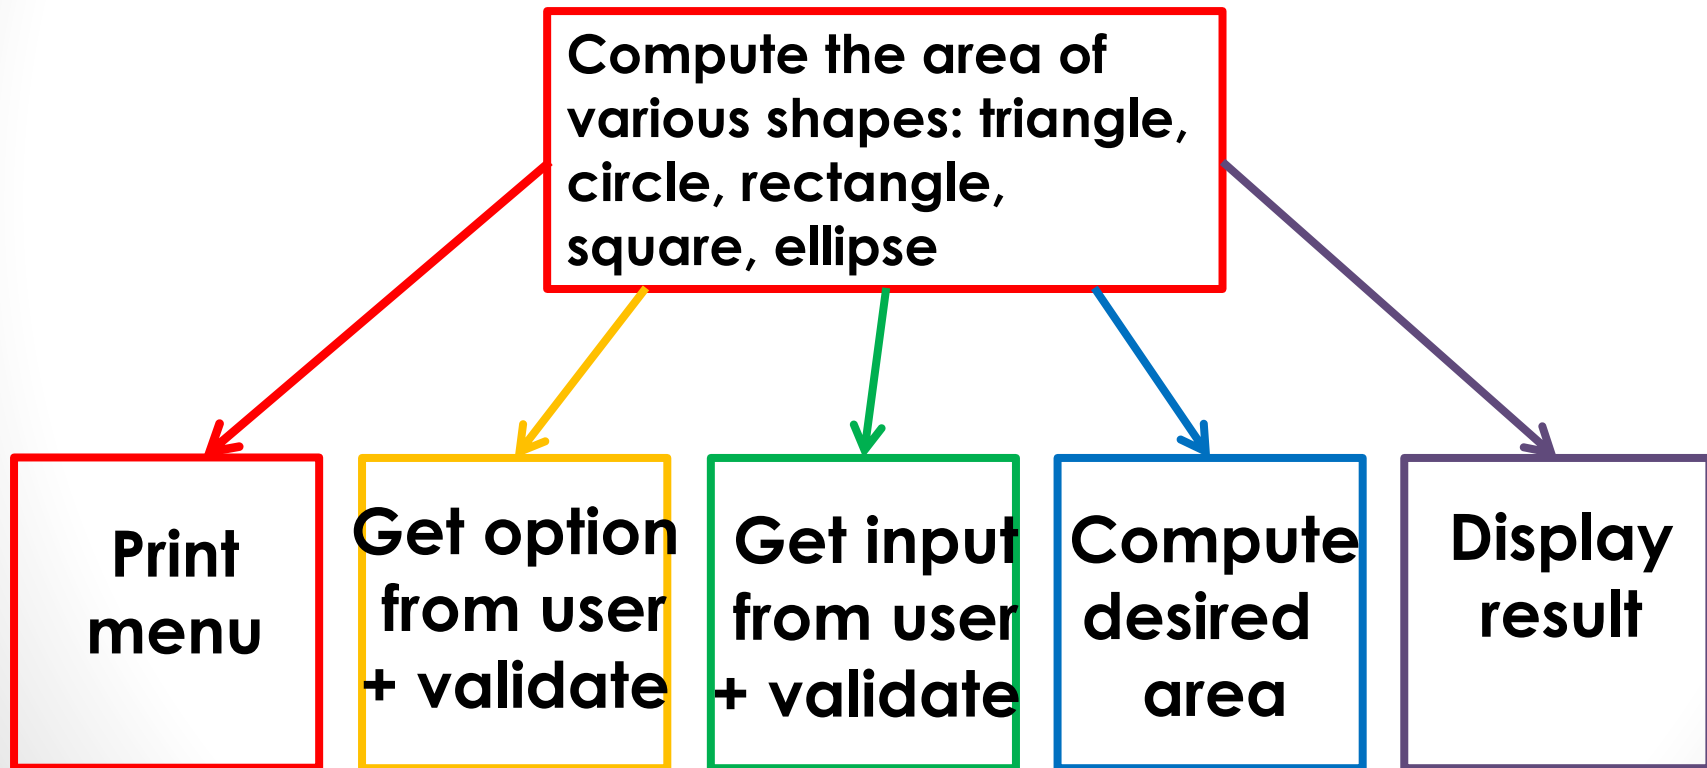 Compute the area of
various shapes: triangle,
circle, rectangle,
square, ellipse
Print
menu
Get option
from user
+ validate
Get input
from user
+ validate
Compute
desired
area
Display
result